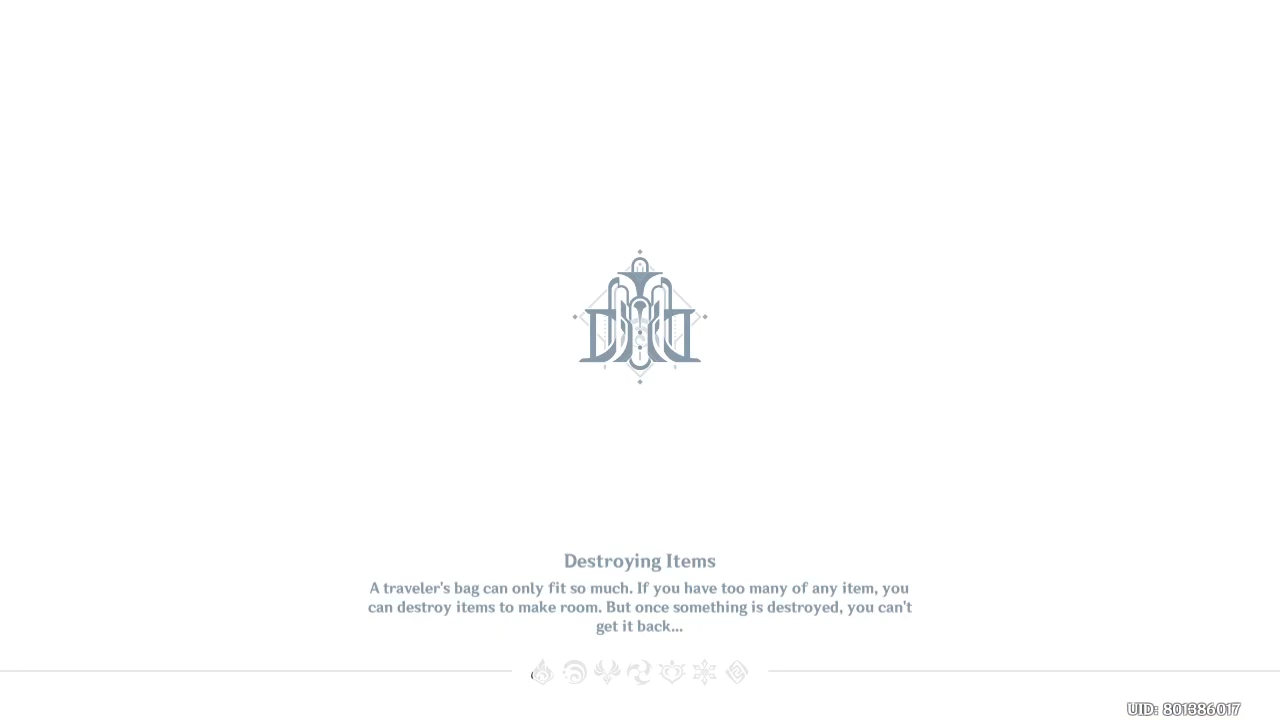 Destroying Items
A traveler's bag can only fit so much. If you have too many of any item, you
can destroy items to make room. But once something is destroyed, you can't
get it back...
UID: 801386017